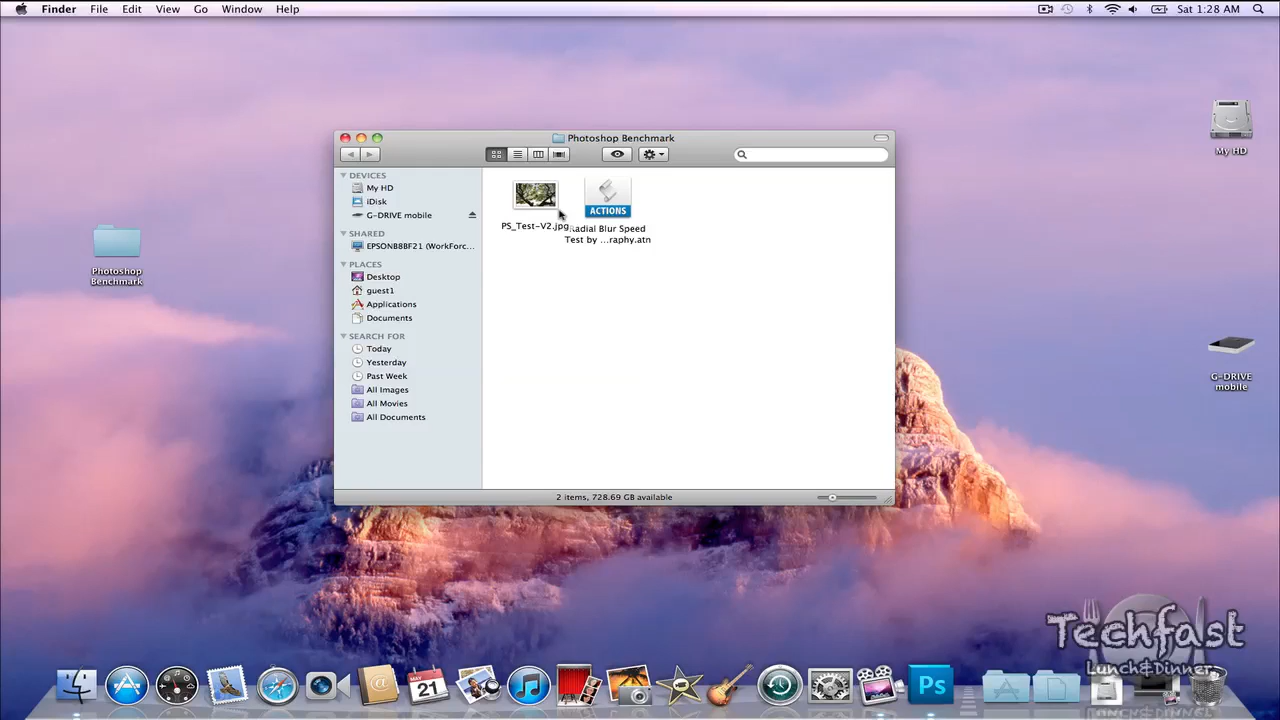 Finder File Edit View Go Window Help Sat 1:28 AM
Photoshop Benchmark
DEVICES
My HD
iDisk
G-DRIVE mobile
SHARED
EPSONB8BF21 (WorkForc...
PLACES
Desktop
guest1
Applications
Documents
SEARCH FOR
Today
Yesterday
Past Week
All Images
All Movies
All Documents
PS_Test-V2.jpg
ACTIONS
Radial Blur Speed
Test by ...raphy.atn
2 items, 728.69 GB available
Photoshop
Benchmark
My HD
G-DRIVE
mobile
MAY
21
Ps
Techfast
Lunch&Dinner